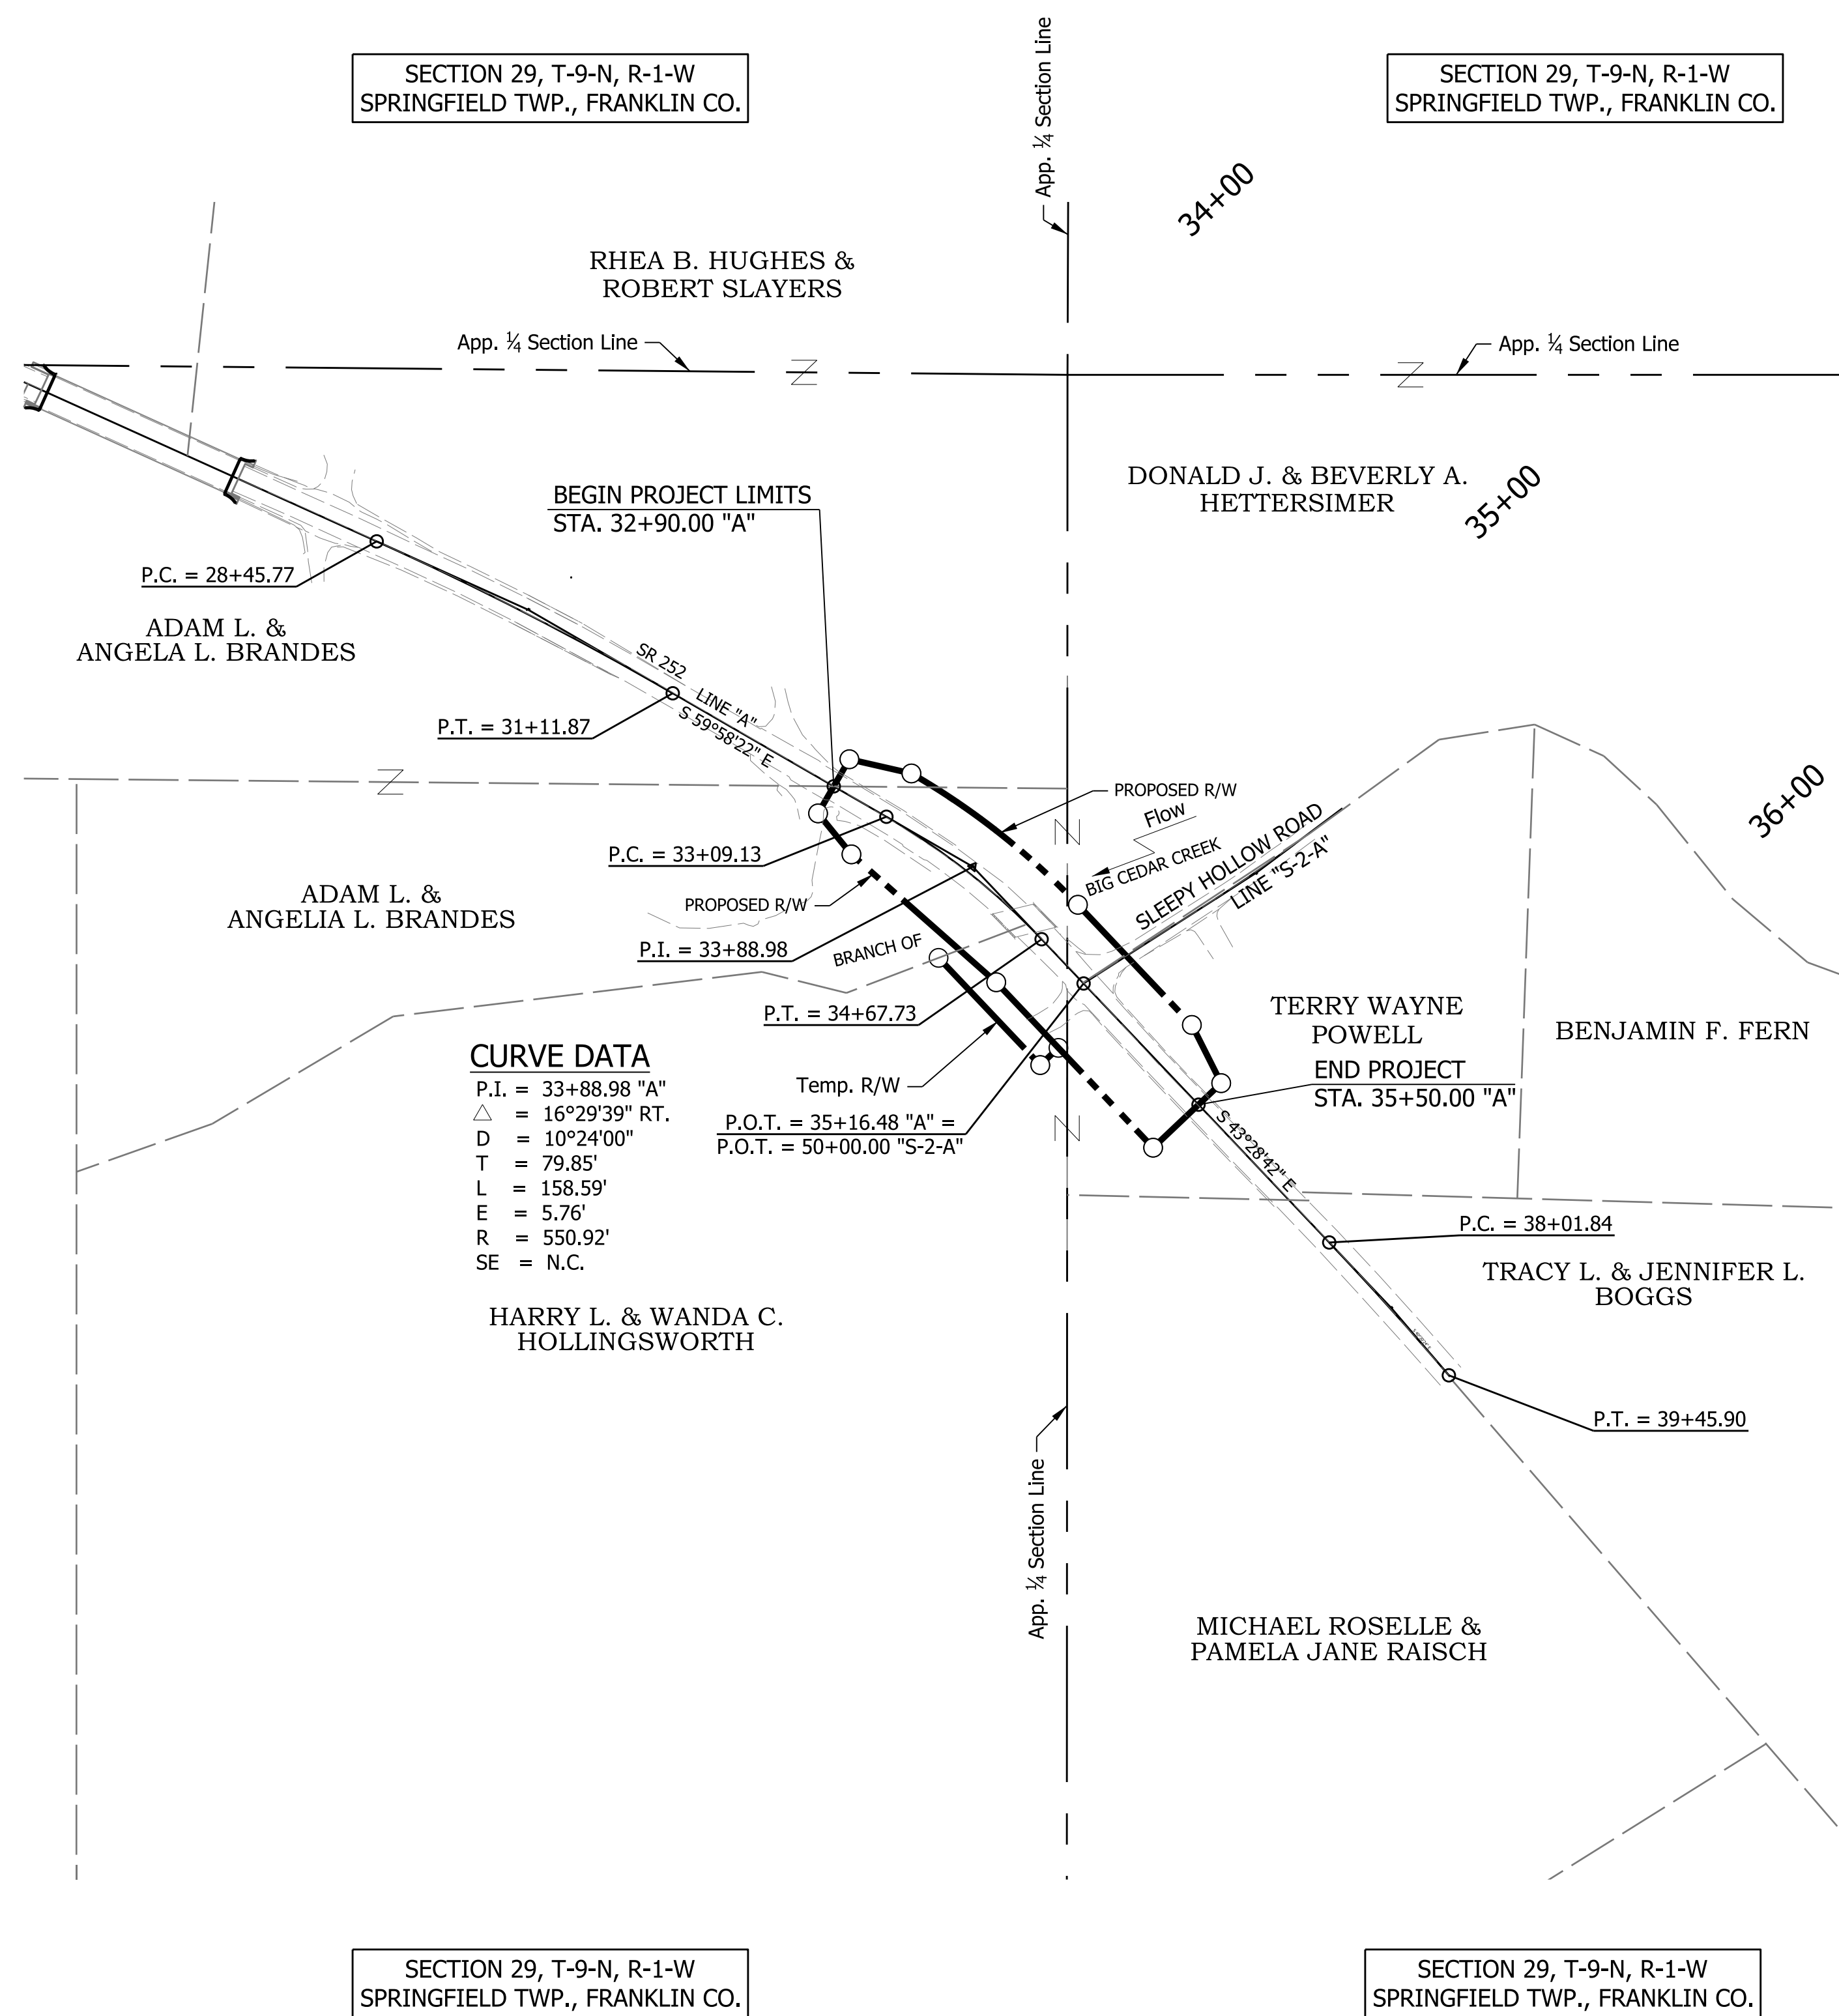 SECTION 29, T-9-N, R-1-W
SPRINGFIELD TWP., FRANKLIN CO.
App. ¼ Section Line
SECTION 29, T-9-N, R-1-W
SPRINGFIELD TWP., FRANKLIN CO.
34+00
RHEA B. HUGHES &
ROBERT SLAYERS
App. ¼ Section Line
App. ¼ Section Line
Z
Z
DONALD J. & BEVERLY A.
HETTERSIMER
35+00
BEGIN PROJECT LIMITS
STA. 32+90.00 "A"
P.C. = 28+45.77
ADAM L. &
ANGELA L. BRANDES
SR 252
LINE "A"
S 59°58'22" E
P.T. = 31+11.87
Z
PROPOSED R/W
Flow
Z
BIG CEDAR CREEK
SLEEPY HOLLOW ROAD
LINE "S-2-A"
36+00
P.C. = 33+09.13
ADAM L. &
ANGELIA L. BRANDES
PROPOSED R/W
P.I. = 33+88.98
BRANCH OF
P.T. = 34+67.73
TERRY WAYNE
POWELL
BENJAMIN F. FERN
CURVE DATA
P.I. = 33+88.98 "A"
△ = 16°29'39" RT.
D = 10°24'00"
T = 79.85'
L = 158.59'
E = 5.76'
R = 550.92'
SE = N.C.
Temp. R/W
END PROJECT
STA. 35+50.00 "A"
P.O.T. = 35+16.48 "A" =
P.O.T. = 50+00.00 "S-2-A"
Z
S 43°28'42" E
P.C. = 38+01.84
TRACY L. & JENNIFER L.
BOGGS
HARRY L. & WANDA C.
HOLLINGSWORTH
P.T. = 39+45.90
App. ¼ Section Line
MICHAEL ROSELLE &
PAMELA JANE RAISCH
SECTION 29, T-9-N, R-1-W
SPRINGFIELD TWP., FRANKLIN CO.
SECTION 29, T-9-N, R-1-W
SPRINGFIELD TWP., FRANKLIN CO.